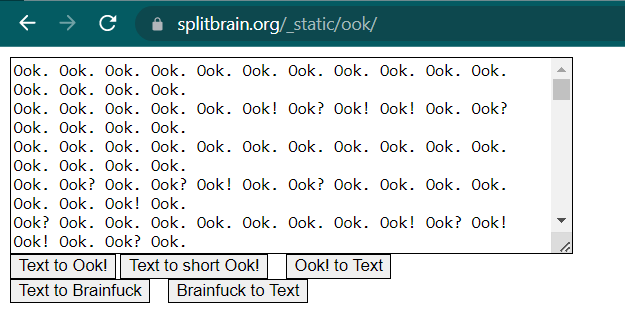 splitbrain.org/_static/ook/
Ook. Ook. Ook. Ook. Ook. Ook. Ook. Ook. Ook. Ook. Ook.
Ook. Ook. Ook. Ook.
Ook. Ook. Ook. Ook. Ook. Ook! Ook? Ook! Ook! Ook. Ook?
Ook. Ook. Ook. Ook.
Ook. Ook. Ook. Ook. Ook. Ook. Ook. Ook. Ook. Ook. Ook.
Ook. Ook. Ook. Ook.
Ook. Ook? Ook. Ook? Ook! Ook. Ook? Ook. Ook. Ook. Ook.
Ook. Ook. Ook! Ook.
Ook? Ook. Ook. Ook. Ook. Ook. Ook. Ook. Ook! Ook? Ook!
Ook! Ook. Ook? Ook.
Text to Ook! Text to short Ook! Ook! to Text
Text to Brainfuck Brainfuck to Text